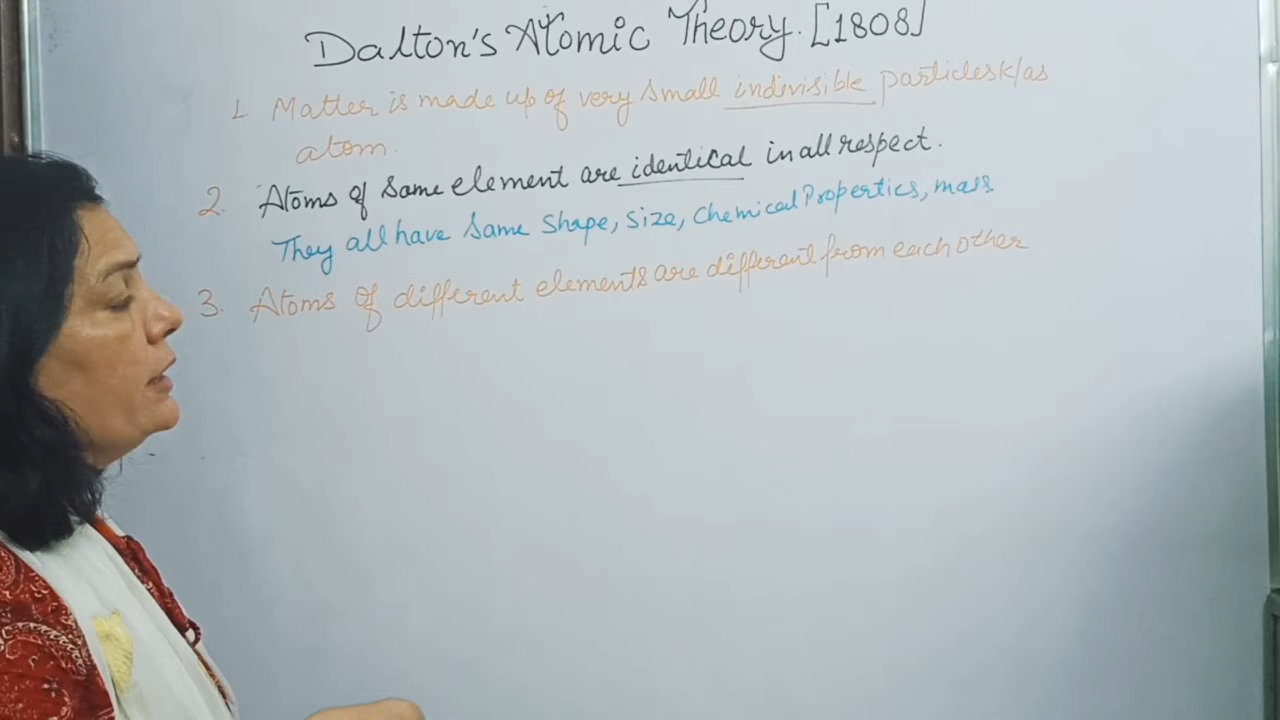 Dalton's Atomic Theory. [1808]
1. Matter is made up of very small indivisible particles k/as
atom.
2. Atoms of same element are identical in all respect.
They all have same shape, size, chemical Properties, mass
3. Atoms of different elements are different from each other